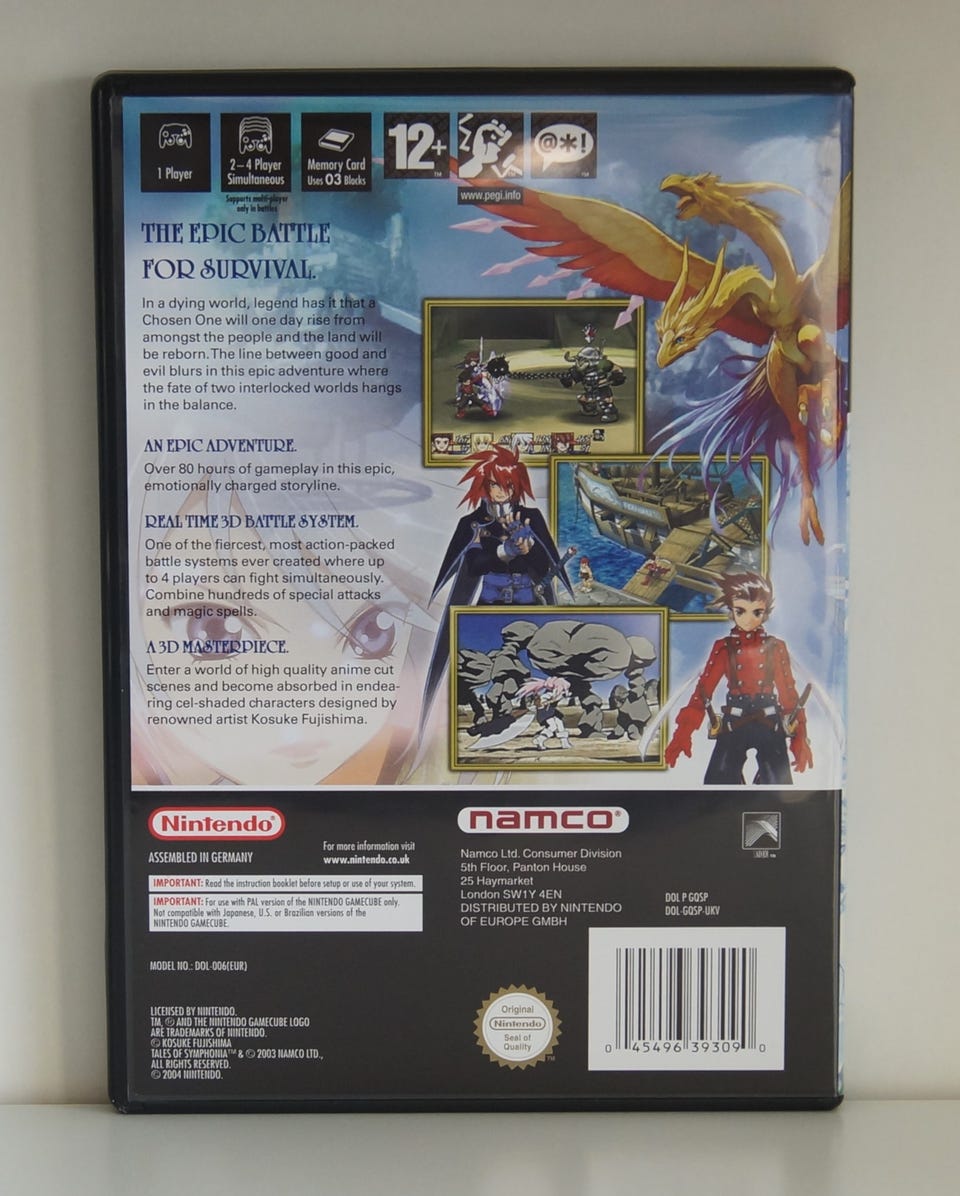 1 Player
2–4 Player
Simultaneous
Supports multi-player
only in battles
Memory Card
Uses 03 Blocks
12+
TM
@*!
TM
www.pegi.info
THE EPIC BATTLE
FOR SURVIVAL.
In a dying world, legend has it that a
Chosen One will one day rise from
amongst the people and the land will
be reborn. The line between good and
evil blurs in this epic adventure where
the fate of two interlocked worlds hangs
in the balance.
AN EPIC ADVENTURE.
Over 80 hours of gameplay in this epic,
emotionally charged storyline.
REAL TIME 3D BATTLE SYSTEM.
One of the fiercest, most action-packed
battle systems ever created where up
to 4 players can fight simultaneously.
Combine hundreds of special attacks
and magic spells.
A 3D MASTERPIECE.
Enter a world of high quality anime cut
scenes and become absorbed in endea-
ring cel-shaded characters designed by
renowned artist Kosuke Fujishima.
Nintendo®
ASSEMBLED IN GERMANY
For more information visit
www.nintendo.co.uk
IMPORTANT: Read the instruction booklet before setup or use of your system.
IMPORTANT: For use with PAL version of the NINTENDO GAMECUBE only.
Not compatible with Japanese, U.S. or Brazilian versions of the
NINTENDO GAMECUBE.
MODEL NO.: DOL-006(EUR)
LICENSED BY NINTENDO.
TM, ® AND THE NINTENDO GAMECUBE LOGO
ARE TRADEMARKS OF NINTENDO.
© KOSUKE FUJISHIMA
TALES OF SYMPHONIA™ & © 2003 NAMCO LTD.,
ALL RIGHTS RESERVED.
© 2004 NINTENDO.
namco®
Namco Ltd. Consumer Division
5th Floor, Panton House
25 Haymarket
London SW1Y 4EN
DISTRIBUTED BY NINTENDO
OF EUROPE GMBH
DOL P GQSP
DOL-GQSP-UKV
Original
Nintendo
Seal of
Quality
TM
0 45496 39309 0